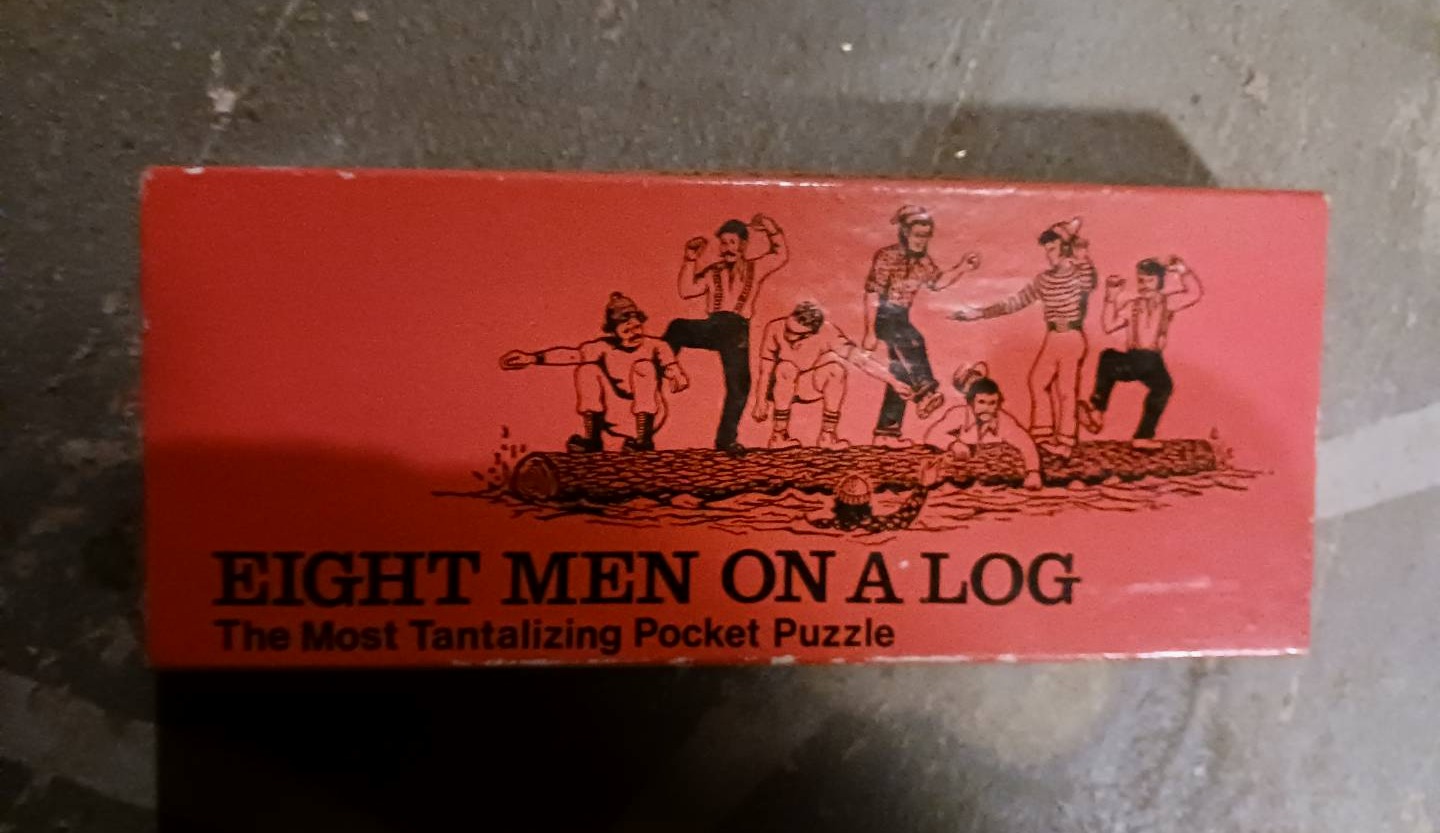 EIGHT MEN ON A LOG
The Most Tantalizing Pocket Puzzle